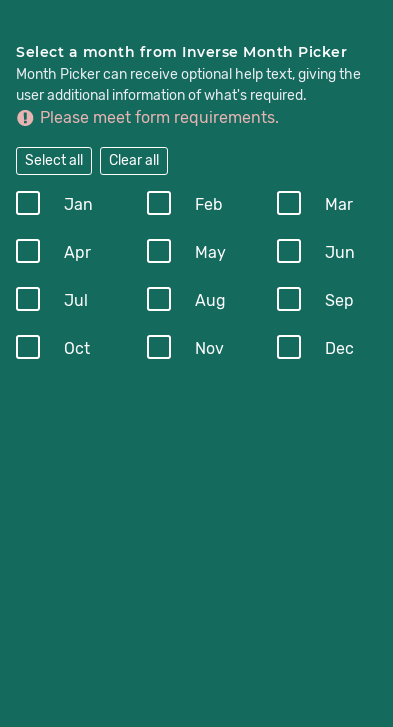 Select a month from Inverse Month Picker
Month Picker can receive optional help text, giving the
user additional information of what's required.
Please meet form requirements.
Select all Clear all
Jan Feb Mar
Apr May Jun
Jul Aug Sep
Oct Nov Dec